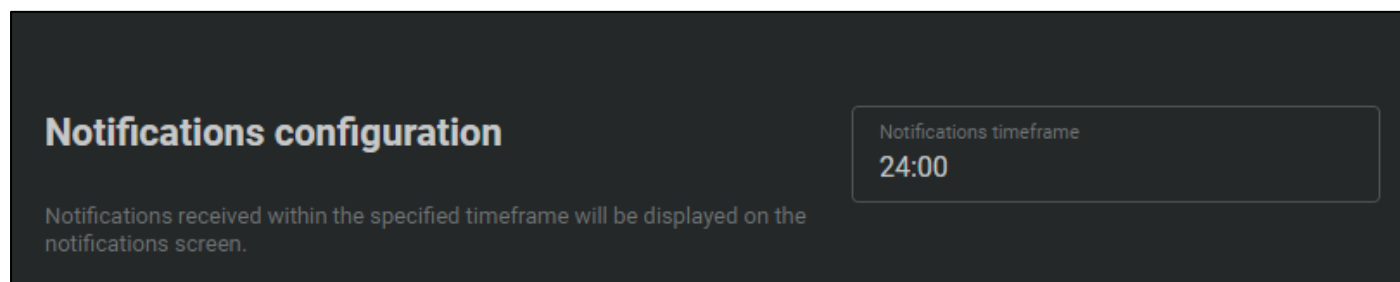 Notifications configuration
Notifications timeframe
24:00
Notifications received within the specified timeframe will be displayed on the
notifications screen.